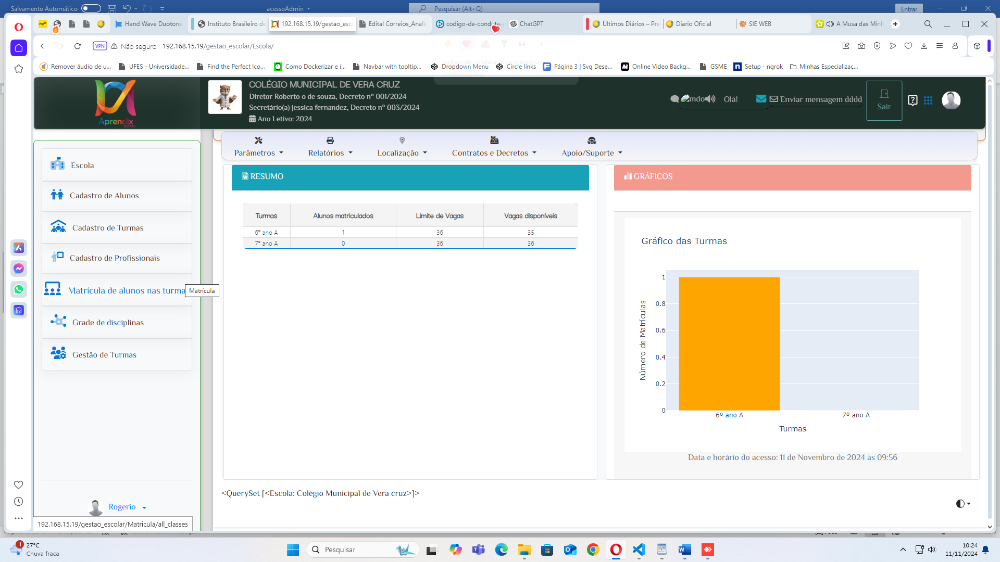 Salvamento Automático
acessoAdmin
Pesquisar (Alt+Q)
Entrar
Hand Wave Duotone
Instituto Brasileiro de
192.168.15.19/gestao_esc
Edital Correios_Analis
codigo-de-conduta-e
ChatGPT
Últimos Diários – Pre
Diario Oficial
SIE WEB
A Musa das Minh
VPN
Não seguro
192.168.15.19/gestao_escolar/Escola/
Remover áudio de u...
UFES - Universidade...
Find the Perfect Ico...
Como Dockerizar e i...
Navbar with tooltip...
Dropdown Menu
Circle links
Página 3 | Svg Dese...
Online Video Backg...
GSME
Setup - ngrok
Minhas Especializaç...
Aprendix
admin
COLÉGIO MUNICIPAL DE VERA CRUZ
Diretor Roberto o de souza, Decreto nº 001/2024
Secretário(a) jessica fernandez, Decreto nº 003/2024
Ano Letivo: 2024
mdo
Olá!
Enviar mensagem dddd
Sair
Parâmetros
Relatórios
Localização
Contratos e Decretos
Apoio/Suporte
Escola
Cadastro de Alunos
Cadastro de Turmas
Cadastro de Profissionais
Matrícula de alunos nas turma
Matrícula
Grade de disciplinas
Gestão de Turmas
RESUMO
Turmas Alunos matriculados Limite de Vagas Vagas disponíveis
6º ano A 1 36 35
7º ano A 0 36 36
GRÁFICOS
Gráfico das Turmas
Número de Matrículas
1
0.8
0.6
0.4
0.2
0
6º ano A
7º ano A
Turmas
Data e horário do acesso: 11 de Novembro de 2024 às 09:56
<QuerySet [<Escola: Colégio Municipal de Vera cruz>]>
Rogerio
192.168.15.19/gestao_escolar/Matricula/all_classes
1
27°C
Chuva fraca
Pesquisar
10:24
11/11/2024